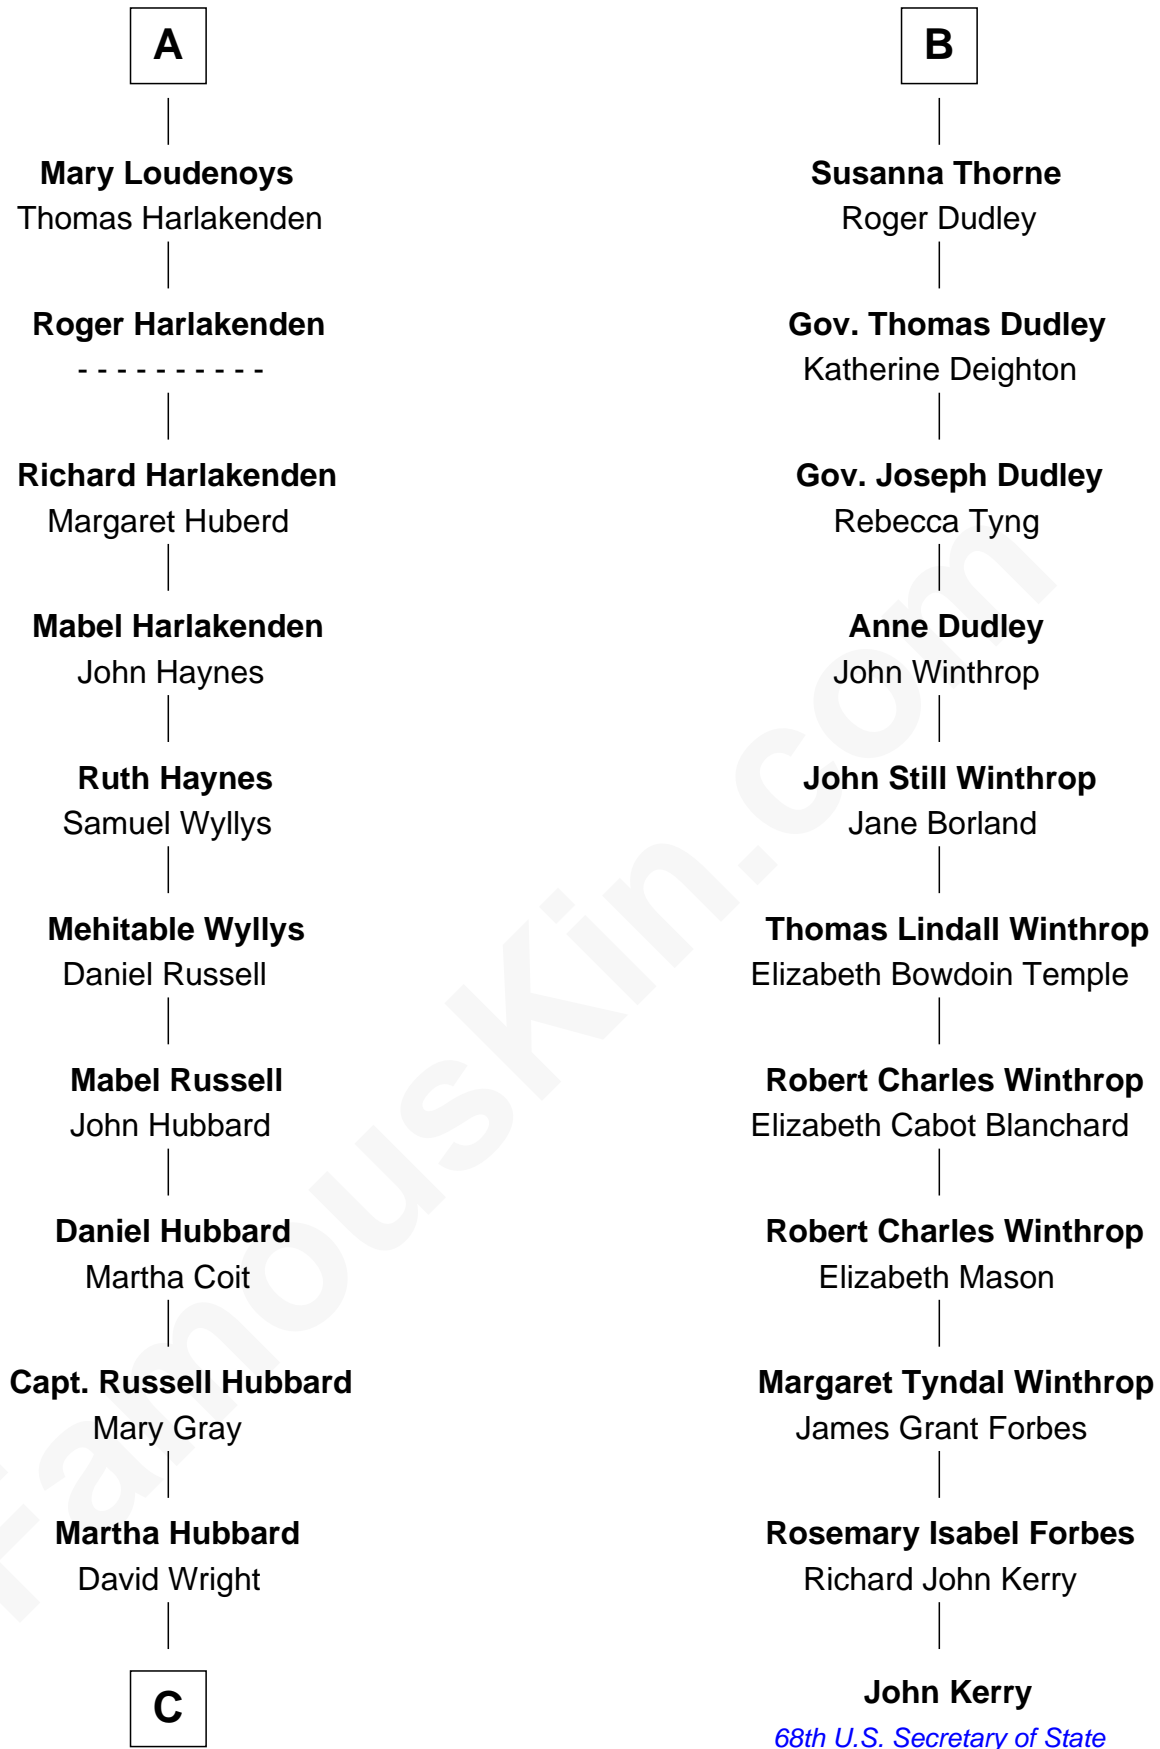 A
Mary Loudenoys
Thomas Harlakenden
Roger Harlakenden
- - - - - - - - - -
Richard Harlakenden
Margaret Huberd
Mabel Harlakenden
John Haynes
Ruth Haynes
Samuel Wyllys
Mehitable Wyllys
Daniel Russell
Mabel Russell
John Hubbard
Daniel Hubbard
Martha Coit
Capt. Russell Hubbard
Mary Gray
Martha Hubbard
David Wright
C
B
Susanna Thorne
Roger Dudley
Gov. Thomas Dudley
Katherine Deighton
Gov. Joseph Dudley
Rebecca Tyng
Anne Dudley
John Winthrop
John Still Winthrop
Jane Borland
Thomas Lindall Winthrop
Elizabeth Bowdoin Temple
Robert Charles Winthrop
Elizabeth Cabot Blanchard
Robert Charles Winthrop
Elizabeth Mason
Margaret Tyndal Winthrop
James Grant Forbes
Rosemary Isabel Forbes
Richard John Kerry
John Kerry
68th U.S. Secretary of State
FamousKin.com